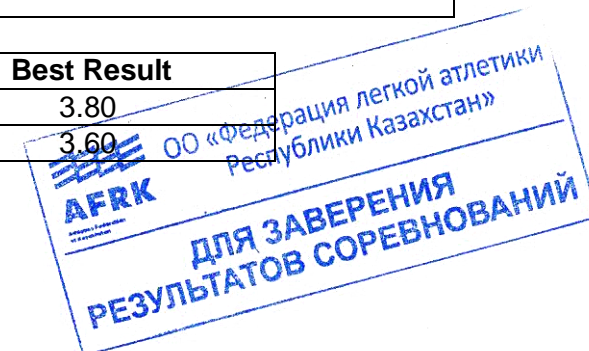 Best Result
3.80
3.60
ОО «Федерация легкой атлетики
Республики Казахстан»
AFRK
ДЛЯ ЗАВЕРЕНИЯ
РЕЗУЛЬТАТОВ СОРЕВНОВАНИЙ